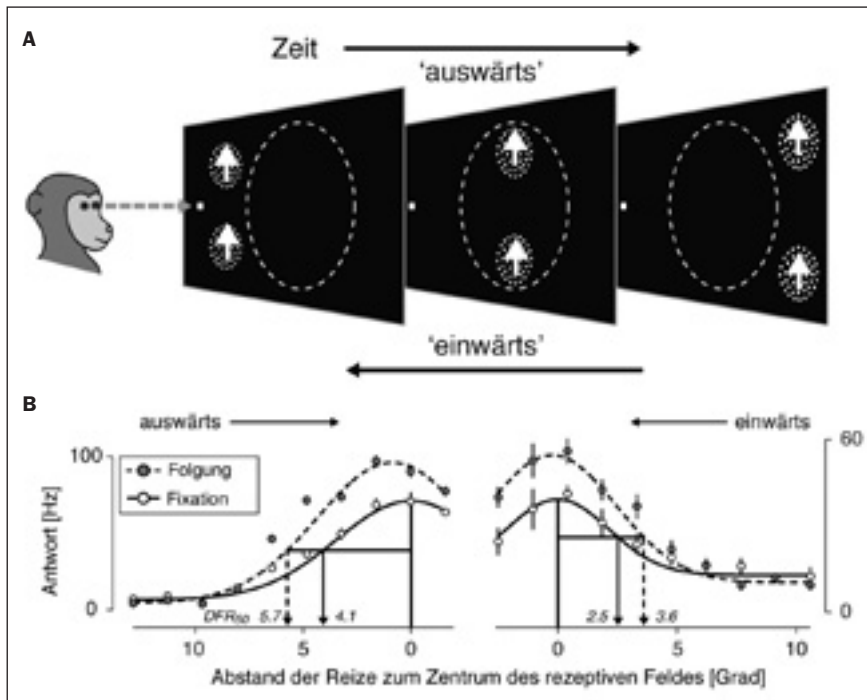 A
Zeit
'auswärts'
'einwärts'
B
auswärts
einwärts
100
60
Folgung
Fixation
Antwort [Hz]
0
0
DFR50 5.7 4.1
2.5 3.6
10 5 0 0 5 10
Abstand der Reize zum Zentrum des rezeptiven Feldes [Grad]